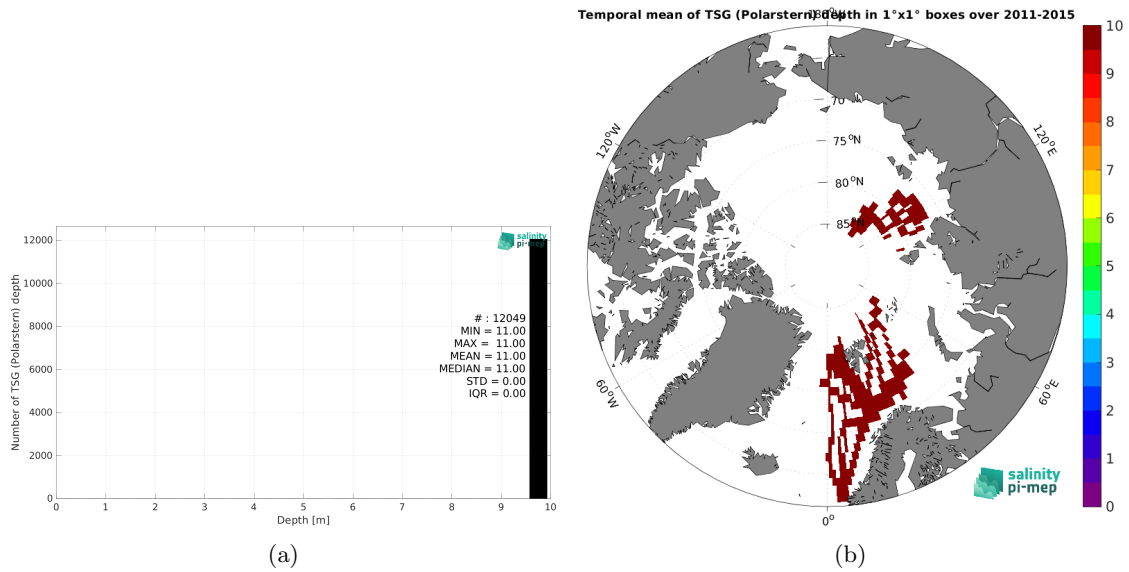 Temporal mean of TSG (Polarstern) depth in 1°x1° boxes over 2011-2015
180°W
70°N
75°N
80°N
85°N
120°W
120°E
60°W
60°E
0°
10
9
8
7
6
5
4
3
2
1
0
salinity
pi-mep
Number of TSG (Polarstern) depth
12000
10000
8000
6000
4000
2000
0
salinity
pi-mep
# : 12049
MIN = 11.00
MAX = 11.00
MEAN = 11.00
MEDIAN = 11.00
STD = 0.00
IQR = 0.00
0 1 2 3 4 5 6 7 8 9 10
Depth [m]
(a)
(b)